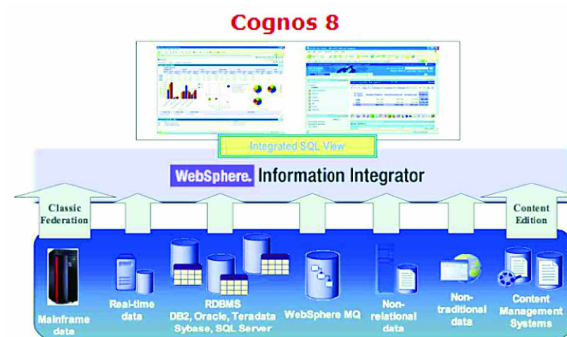 Cognos 8
Integrated SQL View
WebSphere. Information Integrator
Classic
Federation
Content
Edition
Mainframe
data
Real-time
data
RDBMS
DB2, Oracle, Teradata
Sybase, SQL Server
WebSphere MQ
Non-
relational
data
Non-
traditional
data
Content
Management
Systems